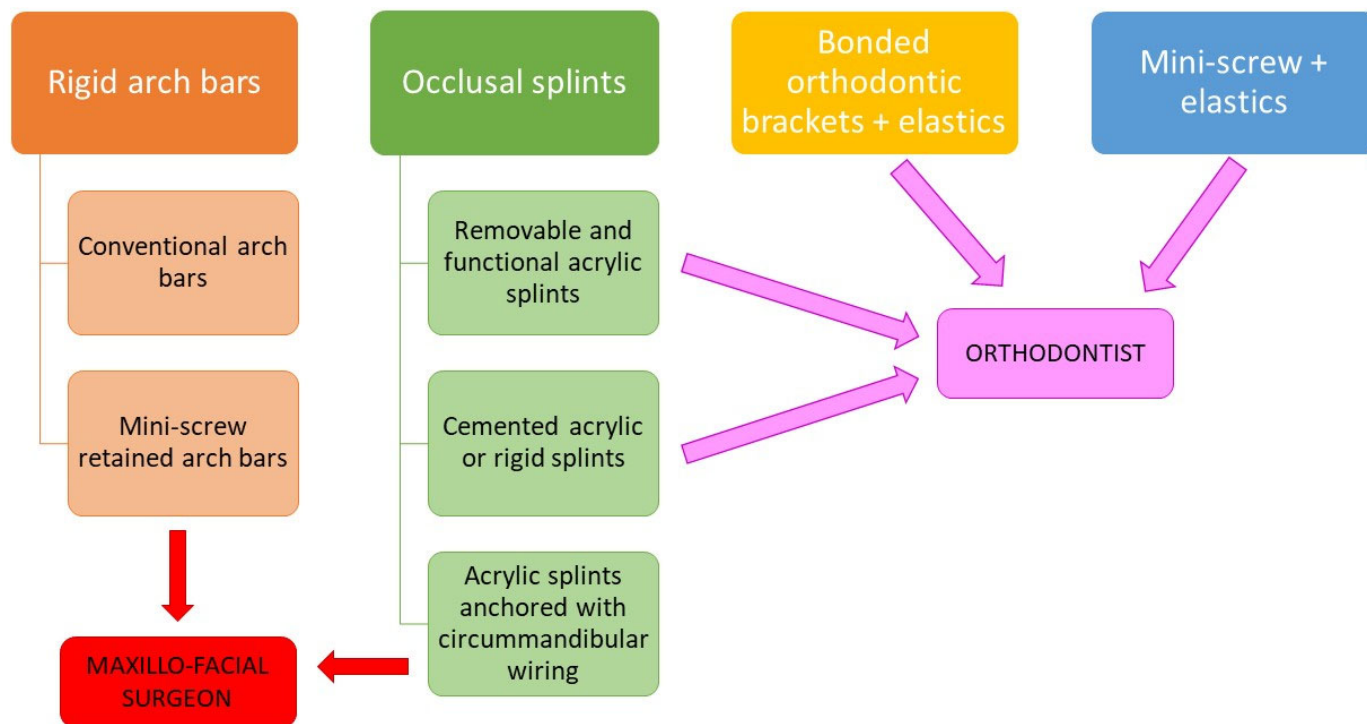 Rigid arch bars
Conventional arch
bars
Mini-screw
retained arch bars
MAXILLO-FACIAL
SURGEON
Occlusal splints
Removable and
functional acrylic
splints
Cemented acrylic
or rigid splints
Acrylic splints
anchored with
circummandibular
wiring
Bonded
orthodontic
brackets + elastics
Mini-screw +
elastics
ORTHODONTIST